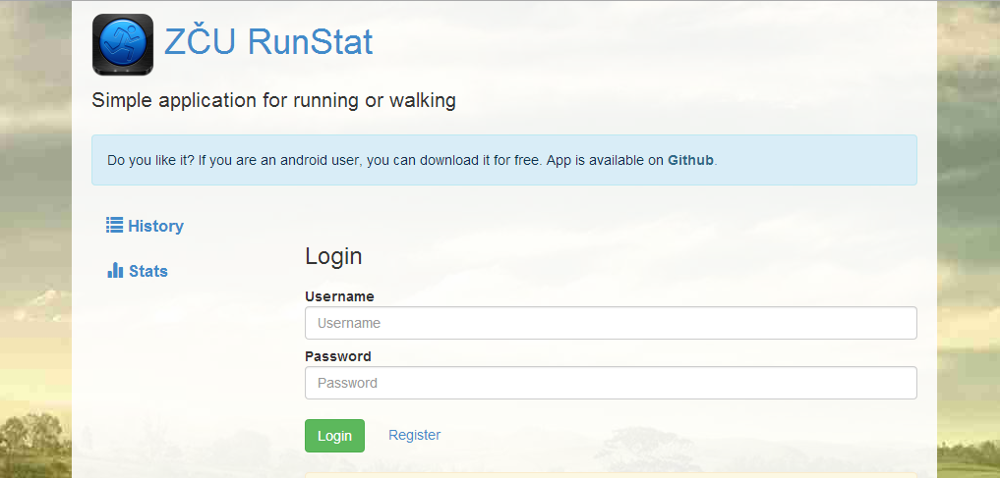 ZČU RunStat
Simple application for running or walking
Do you like it? If you are an android user, you can download it for free. App is available on Github.
History
Stats
Login
Username
Username
Password
Password
Login Register